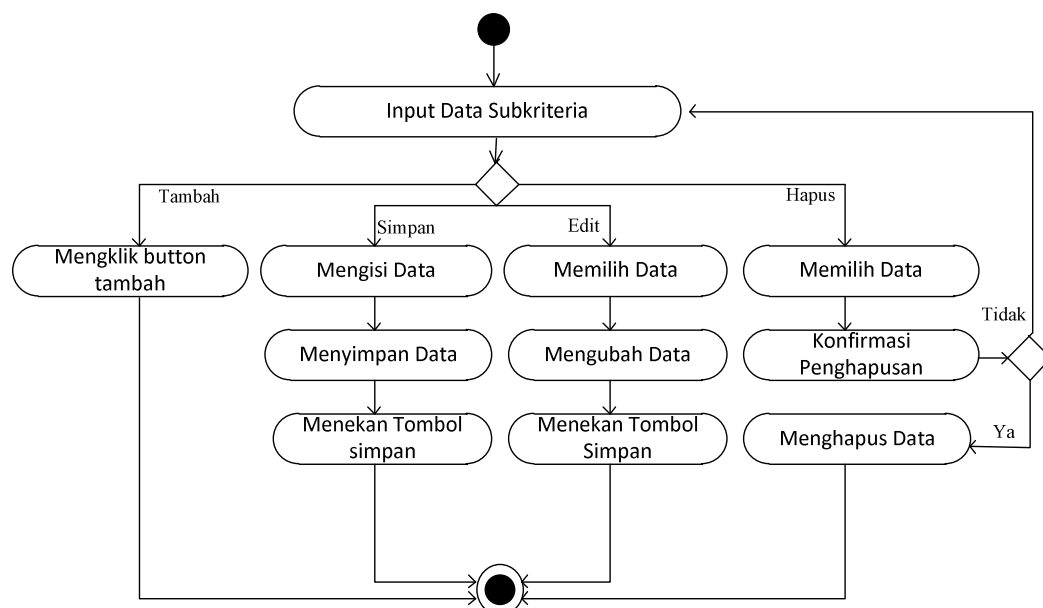 Input Data Subkriteria
Tambah
Hapus
Simpan
Edit
Mengklik button
tambah
Mengisi Data
Memilih Data
Memilih Data
Tidak
Menyimpan Data
Mengubah Data
Konfirmasi
Penghapusan
Menekan Tombol
simpan
Menekan Tombol
Simpan
Menghapus Data
Ya